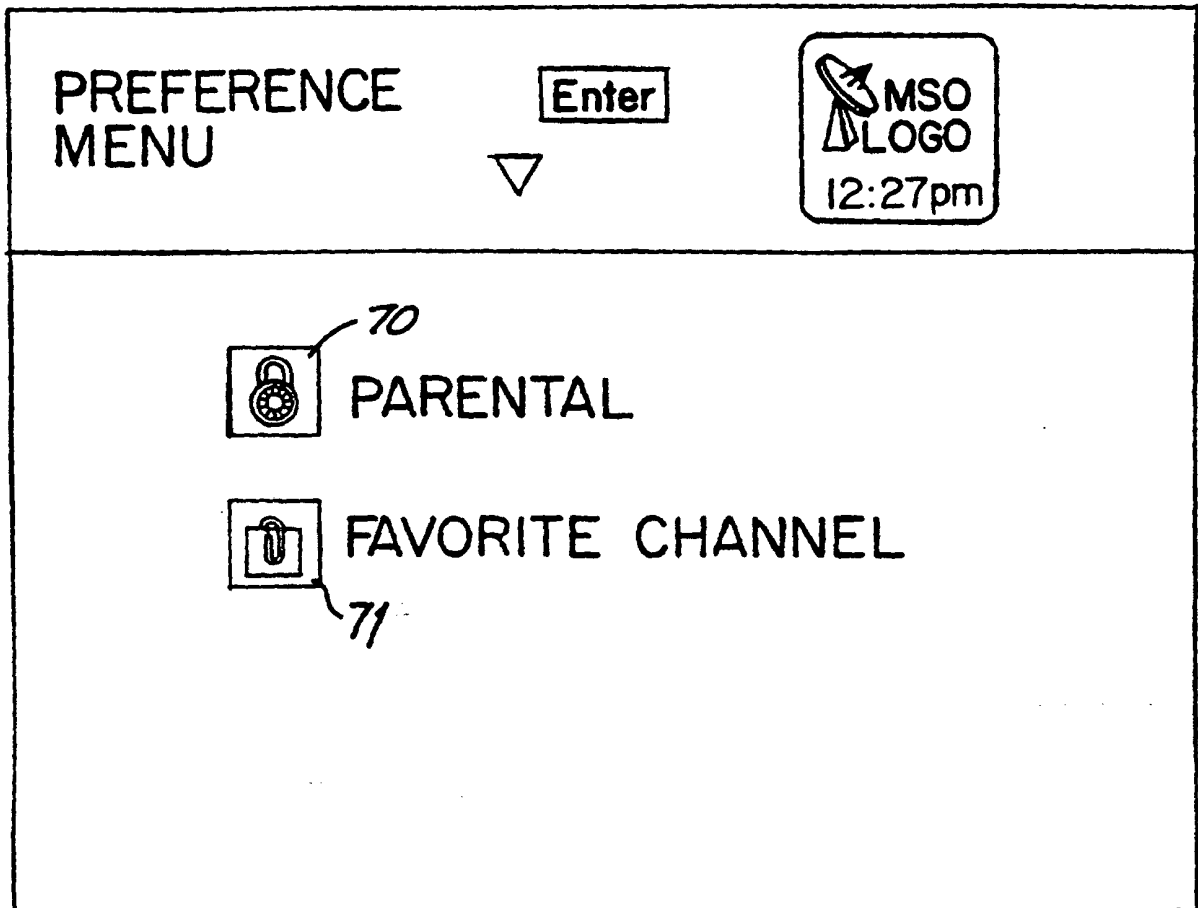 PREFERENCE
MENU
Enter
MSO
LOGO
12:27pm
70
PARENTAL
FAVORITE CHANNEL
71